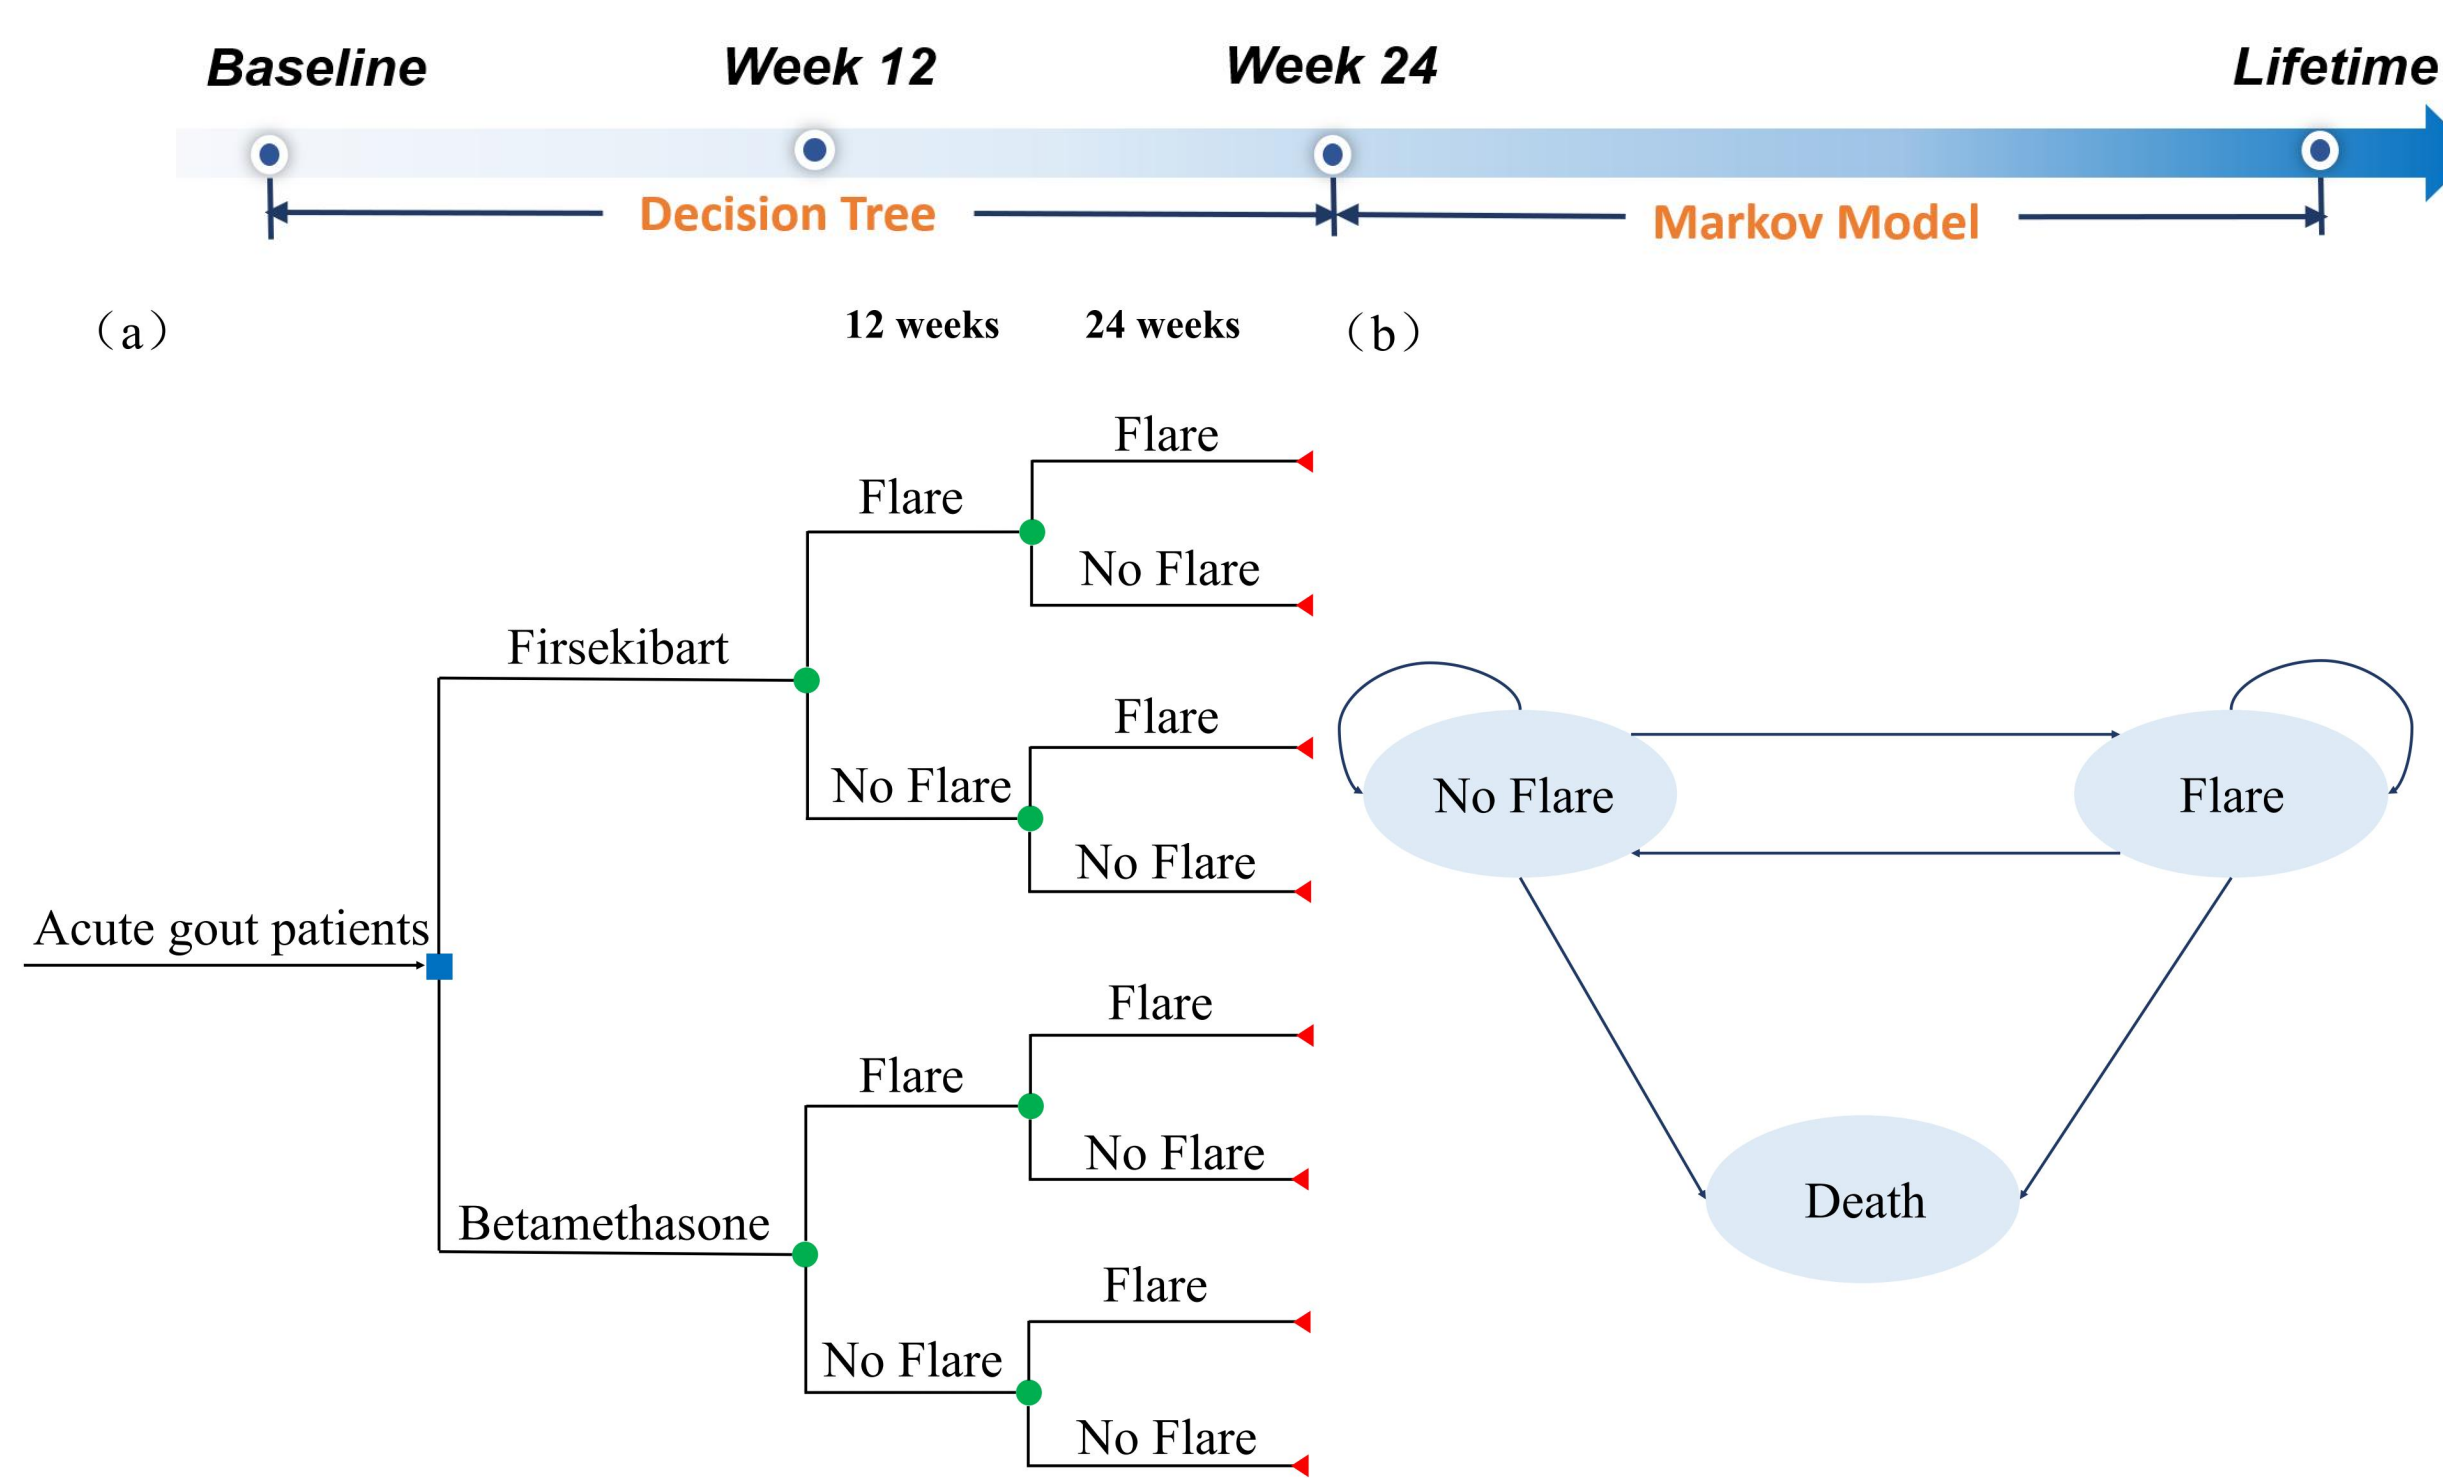 Baseline
Week 12
Week 24
Lifetime
Decision Tree
Markov Model
（a）
12 weeks
24 weeks
（b）
Flare
Flare
No Flare
Firsekibart
Flare
No Flare
No Flare
Acute gout patients
Flare
Flare
No Flare
Betamethasone
Flare
No Flare
No Flare
No Flare
Flare
Death